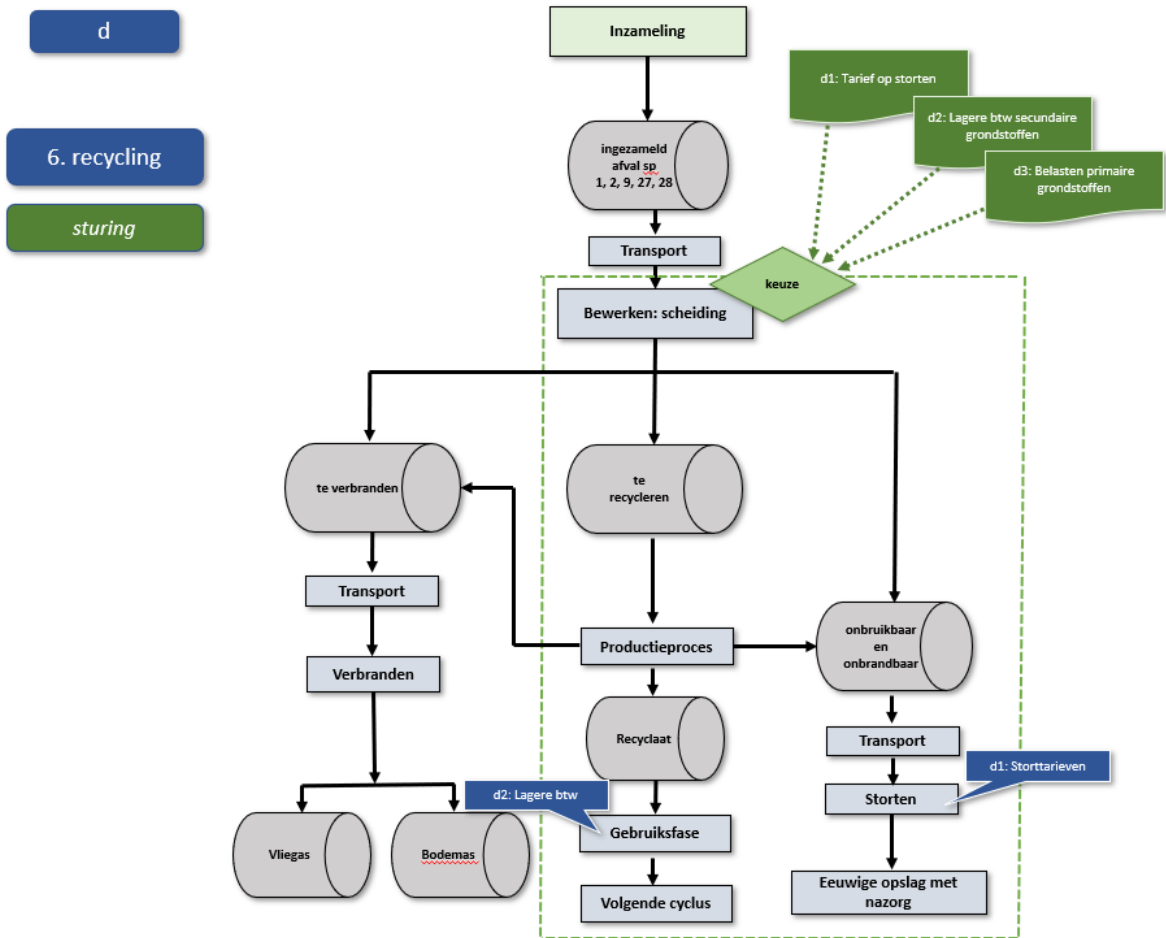 d
Inzameling
d1: Tarief op storten
d2: Lagere btw secundaire
grondstoffen
6. recycling
ingezameld
afval sp
1, 2, 9, 27, 28
d3: Belasten primaire
grondstoffen
sturing
Transport
keuze
Bewerken: scheiding
te verbranden
te
recycleren
Transport
onbruikbaar
en
onbrandbaar
Productieproces
Verbranden
Recyclaat
Transport
d1: Storttarieven
d2: Lagere btw
Storten
Gebruiksfase
Vliegas
Bodemas
Eeuwige opslag met
nazorg
Volgende cyclus